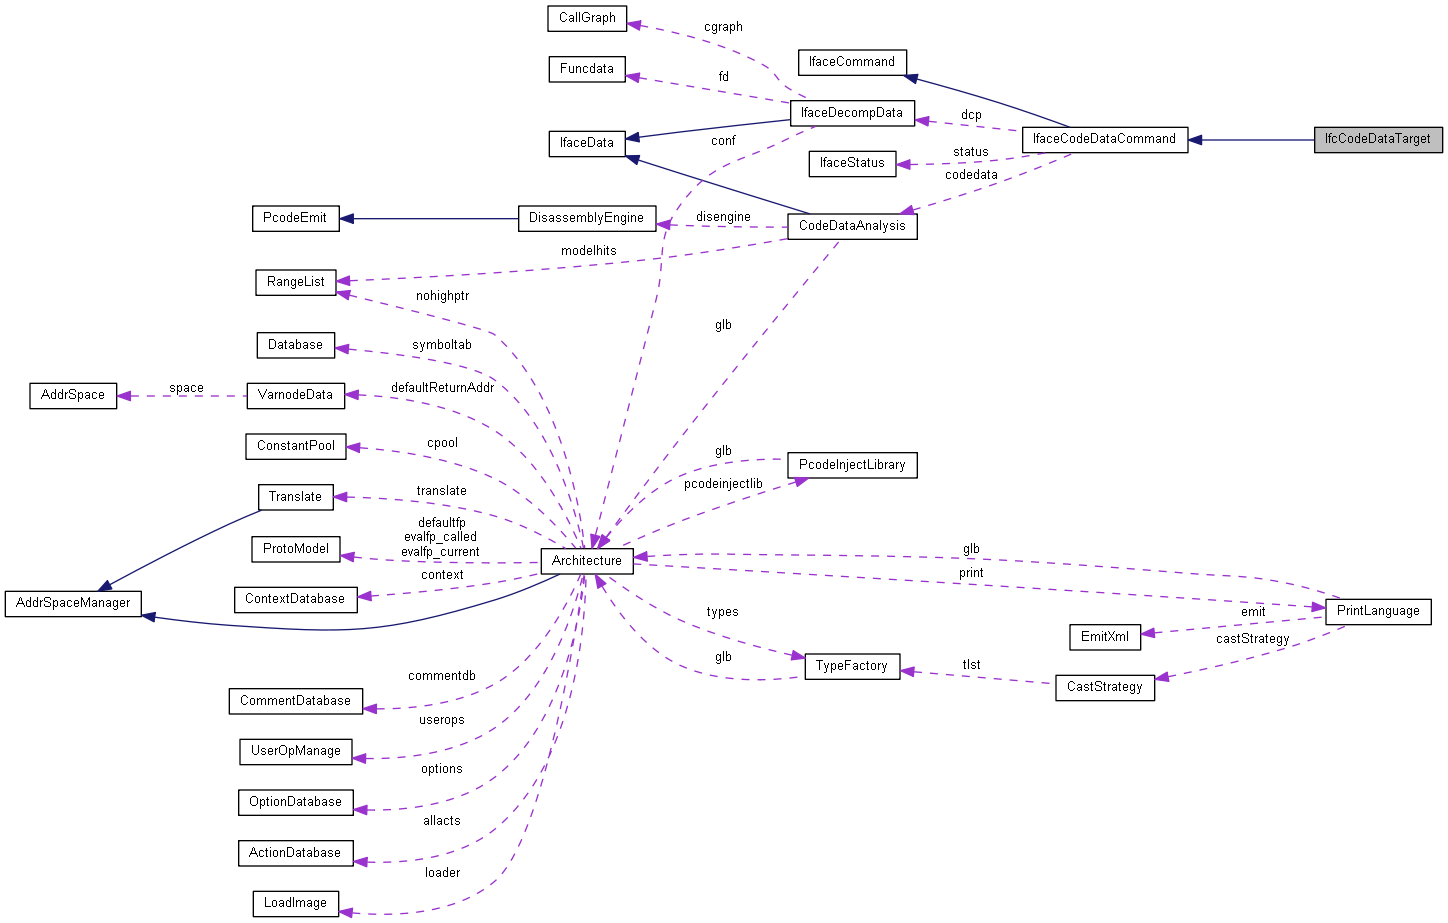 CallGraph
cgraph
IfaceCommand
Funcdata
fd
IfaceDecompData
dcp
IfaceData
conf
IfaceCodeDataCommand
IfcCodeDataTarget
IfaceStatus
status
codedata
PcodeEmit
DisassemblyEngine
disengine
CodeDataAnalysis
modelhits
RangeList
nohighptr
glb
Database
symboltab
AddrSpace
space
VarnodeData
defaultReturnAddr
ConstantPool
cpool
glb
PcodeInjectLibrary
pcodeinjectlib
Translate
translate
defaultfp
evalfp_called
evalfp_current
ProtoModel
Architecture
glb
print
context
ContextDatabase
AddrSpaceManager
types
emit
PrintLanguage
EmitXml
castStrategy
glb
TypeFactory
tlst
CastStrategy
commentdb
CommentDatabase
userops
UserOpManage
options
OptionDatabase
allacts
ActionDatabase
loader
LoadImage